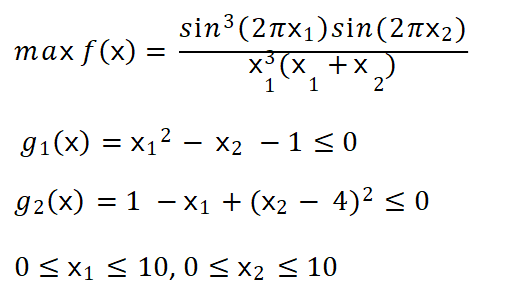 max f(x) = sin³(2πx₁)sin(2πx₂) / x₁³(x₁ + x₂)
g₁(x) = x₁² − x₂ − 1 ≤ 0
g₂(x) = 1 − x₁ + (x₂ − 4)² ≤ 0
0 ≤ x₁ ≤ 10, 0 ≤ x₂ ≤ 10